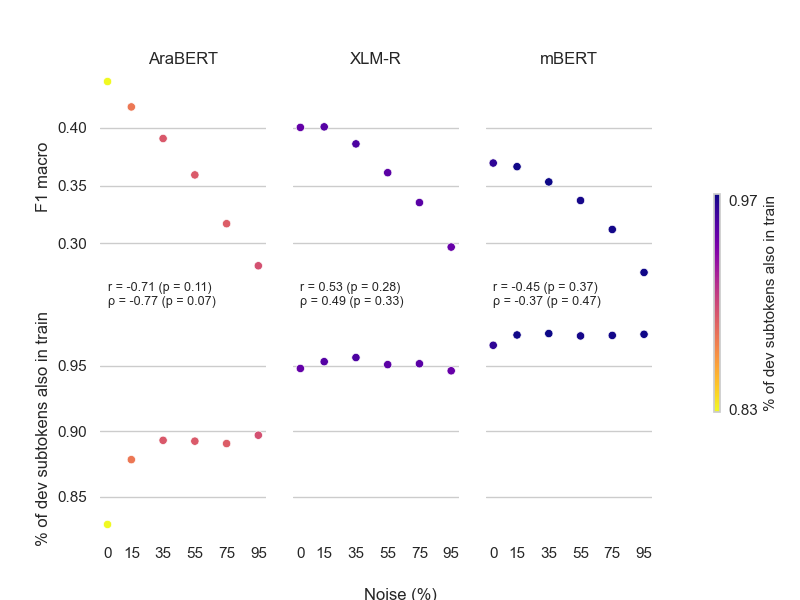 AraBERT XLM-R mBERT
F1 macro
0.40
0.35
0.30
r = -0.71 (p = 0.11)
ρ = -0.77 (p = 0.07)
r = 0.53 (p = 0.28)
ρ = 0.49 (p = 0.33)
r = -0.45 (p = 0.37)
ρ = -0.37 (p = 0.47)
% of dev subtokens also in train
0.95
0.90
0.85
0 15 35 55 75 95
0 15 35 55 75 95
0 15 35 55 75 95
Noise (%)
0.97
0.83
% of dev subtokens also in train